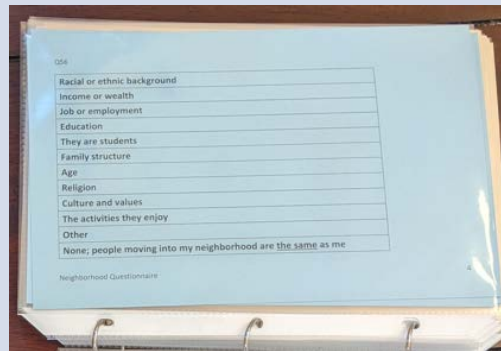 Q56
Racial or ethnic background
Income or wealth
Job or employment
Education
They are students
Family structure
Age
Religion
Culture and values
The activities they enjoy
Other
None; people moving into my neighborhood are the same as me
Neighborhood Questionnaire